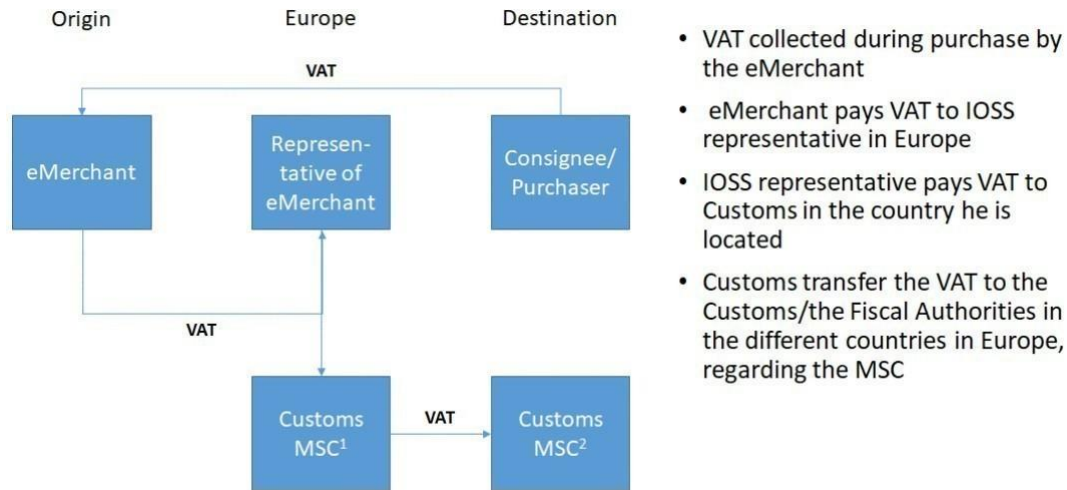 Origin
Europe
Destination
VAT
eMerchant
Represen-
tative of
eMerchant
Consignee/
Purchaser
VAT
Customs
MSC¹
VAT
Customs
MSC²
• VAT collected during purchase by
the eMerchant
• eMerchant pays VAT to IOSS
representative in Europe
• IOSS representative pays VAT to
Customs in the country he is
located
• Customs transfer the VAT to the
Customs/the Fiscal Authorities in
the different countries in Europe,
regarding the MSC